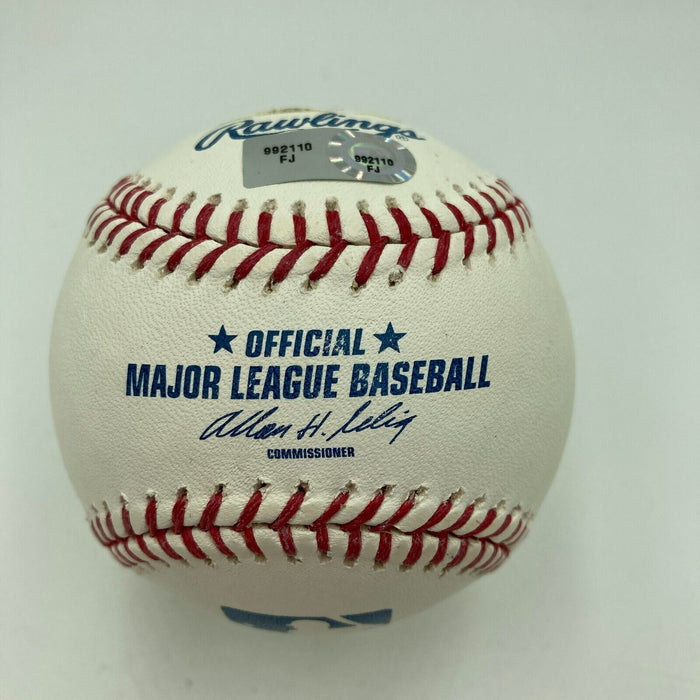 Rawlings®
992110
FJ
992110
FJ
★ OFFICIAL ★
MAJOR LEAGUE BASEBALL
Allan H. Selig
COMMISSIONER